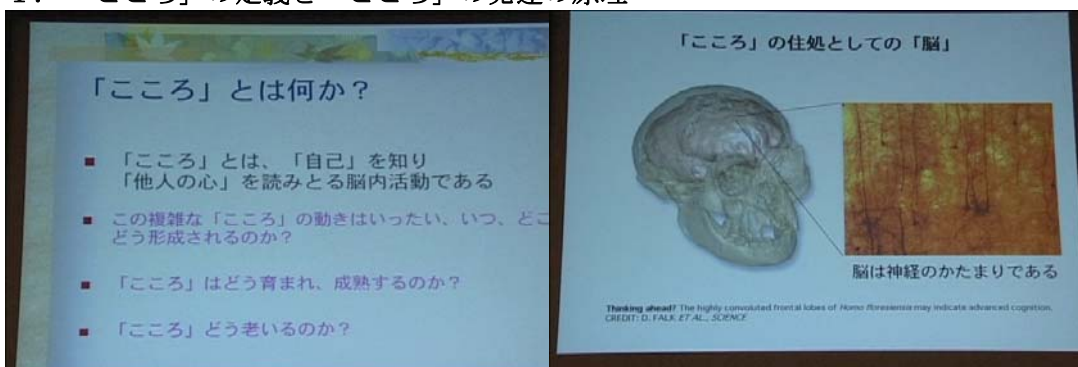 「こころ」とは何か？
「こころ」とは、「自己」を知り
「他人の心」を読みとる脳内活動である
この複雑な「こころ」の動きはいったい、いつ、どこ
どう形成されるのか？
「こころ」はどう育まれ、成熟するのか？
「こころ」どう老いるのか？
「こころ」の住処としての「脳」
脳は神経のかたまりである
Thinking ahead? The highly convoluted frontal lobes of Homo floresiensis may indicate advanced cognition.
CREDIT: D. FALK ET AL., SCIENCE